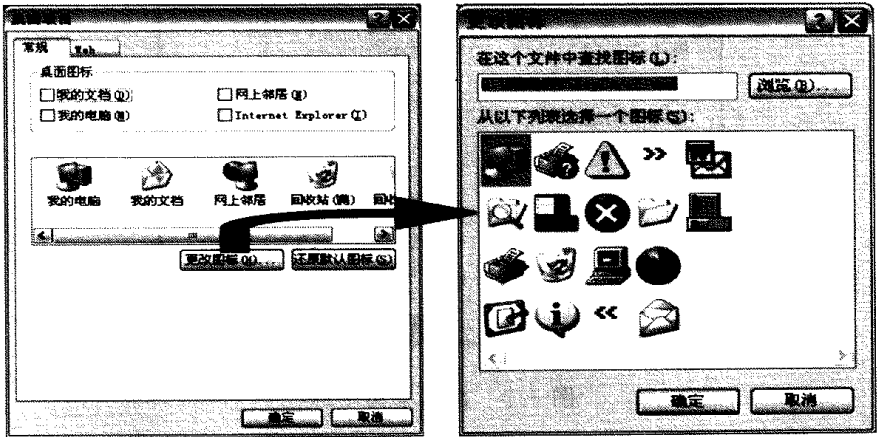 常规 Web
桌面图标
我的文档(D)
网上邻居(W)
我的电脑(M)
Internet Explorer(I)
我的电脑
我的文档
网上邻居
回收站(满)
更改图标(H)...
还原默认图标(S)
确定
取消
更改图标
在这个文件中查找图标(L):
浏览(B)...
从以下列表选择一个图标(S):
确定
取消